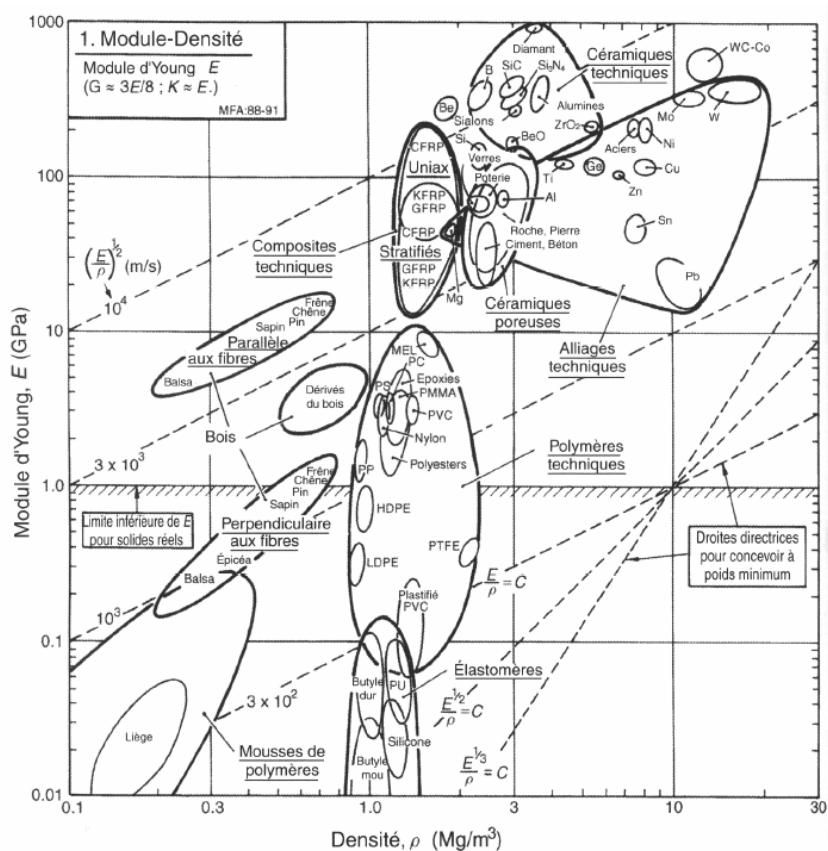 1000
1. Module-Densité
Module d'Young E
(G ≈ 3E/8 ; K ≈ E.)
MFA:88-91
Diamant
Céramiques
techniques
WC-Co
B
SiC
Si3N4
Be
Sialons
Alumines
Mo
W
ZrO2
BeO
Aciers
Ni
Si
Verres
CFRP
Uniax
Poterie
Ti
Ge
Cu
Zn
Al
100
KFRP
GFRP
CFRP
Stratifiés
GFRP
KFRP
Mg
Roche, Pierre
Ciment, Béton
Sn
Pb
Composites
techniques
Céramiques
poreuses
Alliages
techniques
(E/ρ)^1/2 (m/s)
10^4
10
Frêne
Chêne
Pin
Sapin
Parallèle
aux fibres
Balsa
Dérivés
du bois
Bois
MEL
PC
Epoxies
PS
PMMA
PVC
Nylon
Polyesters
PP
Polymères
techniques
3 x 10^3
1.0
Limite inférieure de E
pour solides réels
Frêne
Chêne
Pin
Sapin
Perpendiculaire
aux fibres
Épicéa
Balsa
HDPE
LDPE
PTFE
Plastifié
PVC
Droites directrices
pour concevoir à
poids minimum
E/ρ = C
10^3
0.1
3 x 10^2
Butyle
dur
PU
Élastomères
Silicone
Butyle
mou
E^1/2/ρ = C
E^1/3/ρ = C
Liège
Mousses de
polymères
0.01
0.1
0.3
1.0
3
10
30
Module d'Young, E (GPa)
Densité, ρ (Mg/m³)